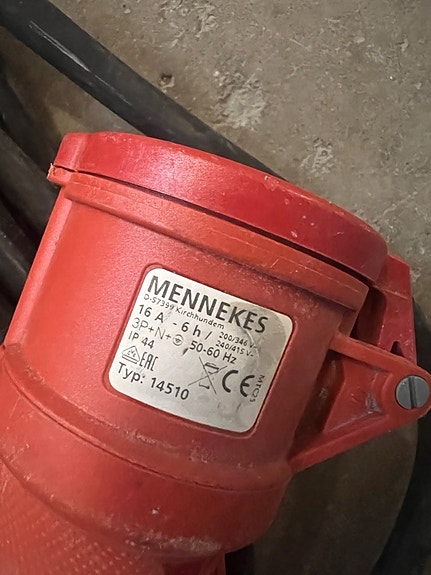 MENNEKES
D-57399 Kirchhundem
16 A - 6 h / 200/346 V~
240/415 V~
3P+N+ 50-60 Hz
IP 44
EAC
CE
Typ: 14510